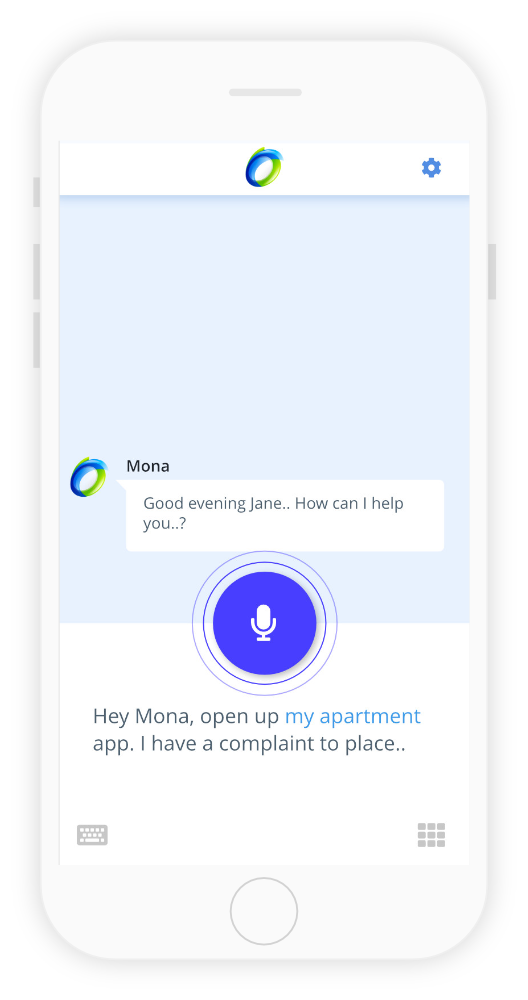 Mona
Good evening Jane.. How can I help
you..?
Hey Mona, open up my apartment
app. I have a complaint to place..